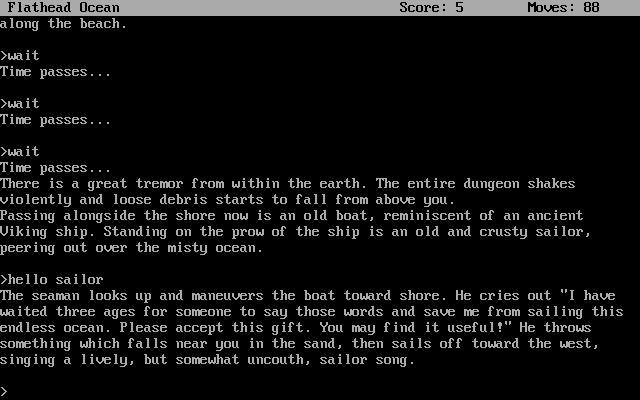 Flathead Ocean Score: 5 Moves: 88
along the beach.
>wait
Time passes...
>wait
Time passes...
>wait
Time passes...
There is a great tremor from within the earth. The entire dungeon shakes
violently and loose debris starts to fall from above you.
Passing alongside the shore now is an old boat, reminiscent of an ancient
Viking ship. Standing on the prow of the ship is an old and crusty sailor,
peering out over the misty ocean.
>hello sailor
The seaman looks up and maneuvers the boat toward shore. He cries out "I have
waited three ages for someone to say those words and save me from sailing this
endless ocean. Please accept this gift. You may find it useful!" He throws
something which falls near you in the sand, then sails off toward the west,
singing a lively, but somewhat uncouth, sailor song.
>